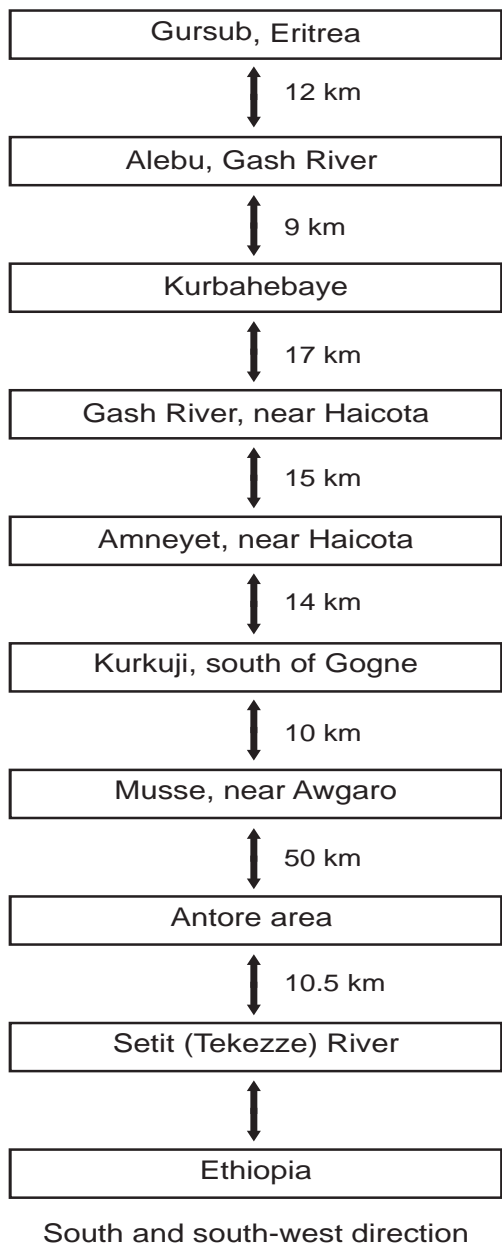 Gursub, Eritrea
12 km
Alebu, Gash River
9 km
Kurbahebaye
17 km
Gash River, near Haicota
15 km
Amneyet, near Haicota
14 km
Kurkuji, south of Gogne
10 km
Musse, near Awgaro
50 km
Antore area
10.5 km
Setit (Tekezze) River
Ethiopia
South and south-west direction